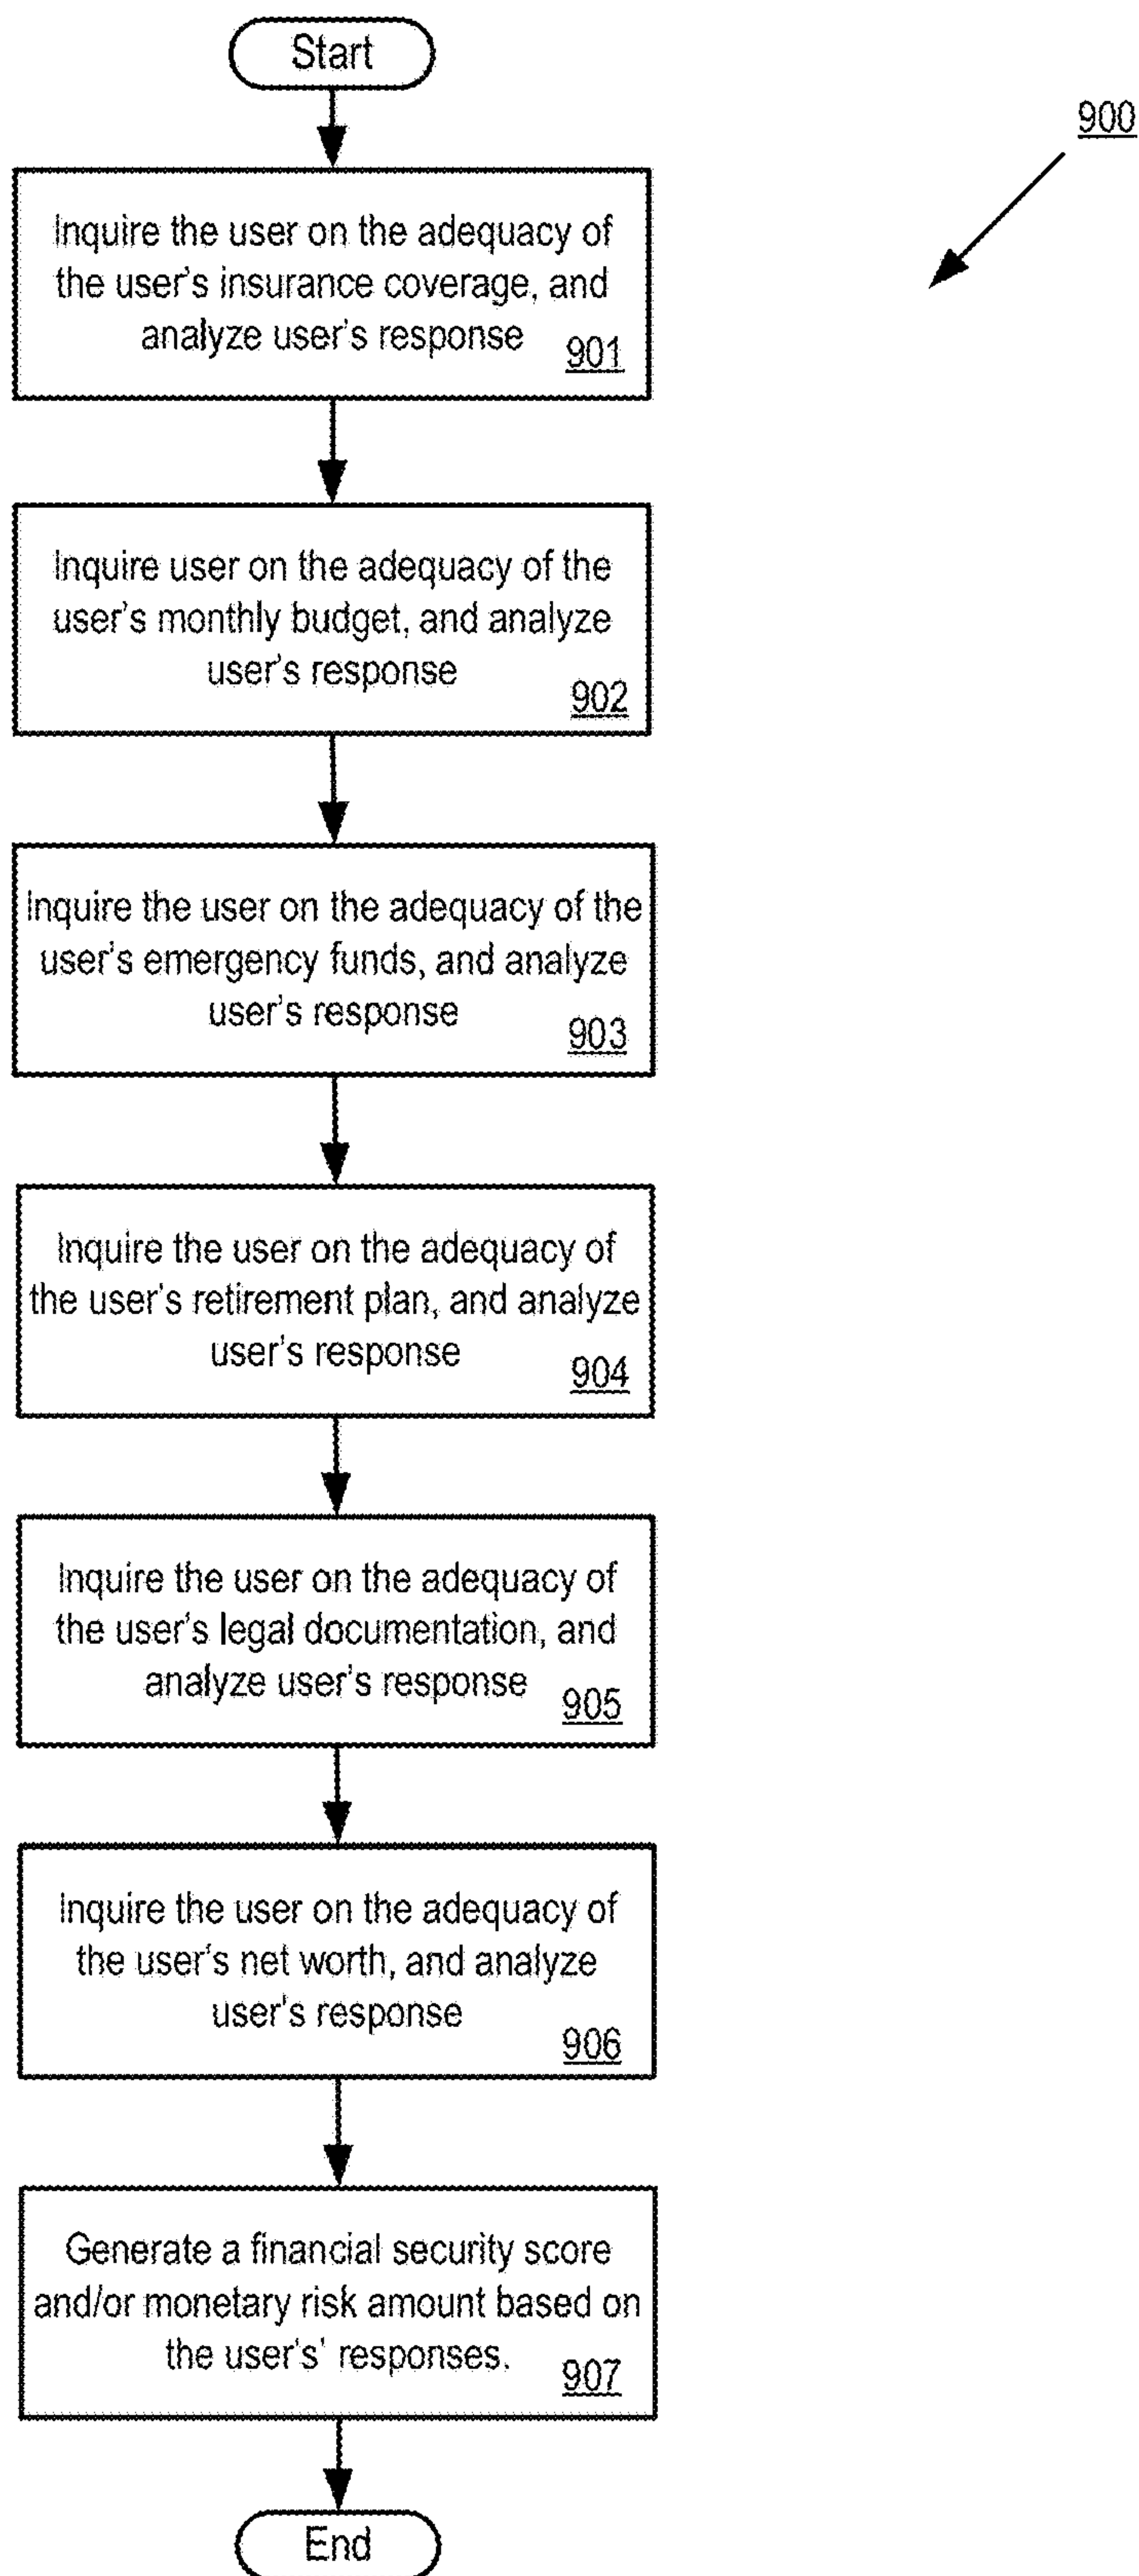 Start
900
Inquire the user on the adequacy of
the user's insurance coverage, and
analyze user's response
901
Inquire user on the adequacy of the
user's monthly budget, and analyze
user's response
902
Inquire the user on the adequacy of the
user's emergency funds, and analyze
user's response
903
Inquire the user on the adequacy of
the user's retirement plan, and analyze
user's response
904
Inquire the user on the adequacy of
the user's legal documentation, and
analyze user's response
905
Inquire the user on the adequacy of
the user's net worth, and analyze
user's response
906
Generate a financial security score
and/or monetary risk amount based on
the user's' responses.
907
End